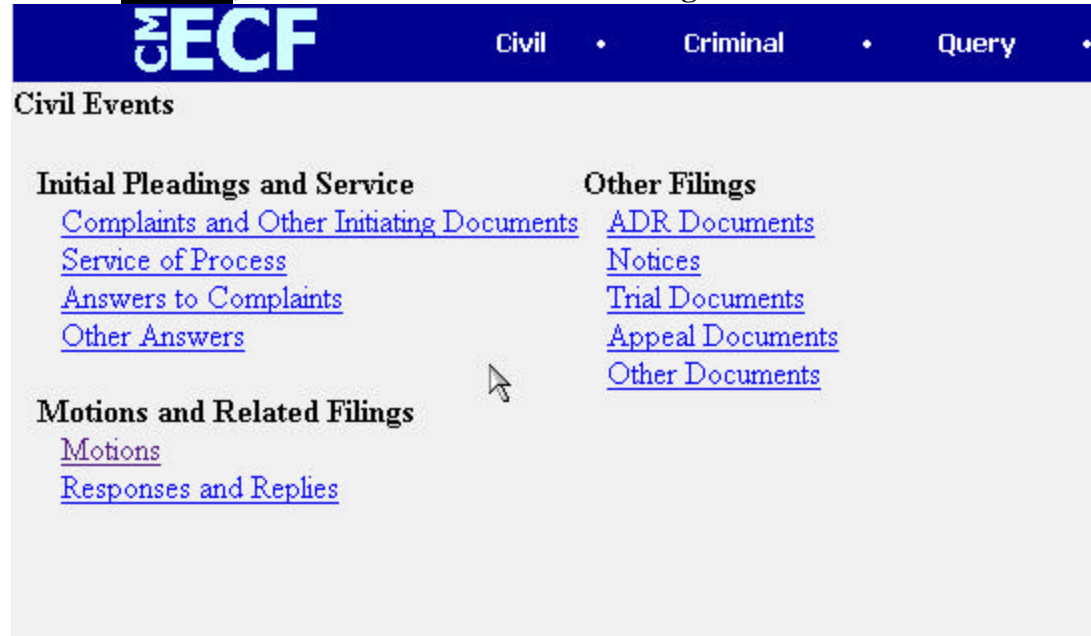 CM ECF Civil • Criminal • Query •
Civil Events
Initial Pleadings and Service
Complaints and Other Initiating Documents
Service of Process
Answers to Complaints
Other Answers
Motions and Related Filings
Motions
Responses and Replies
Other Filings
ADR Documents
Notices
Trial Documents
Appeal Documents
Other Documents